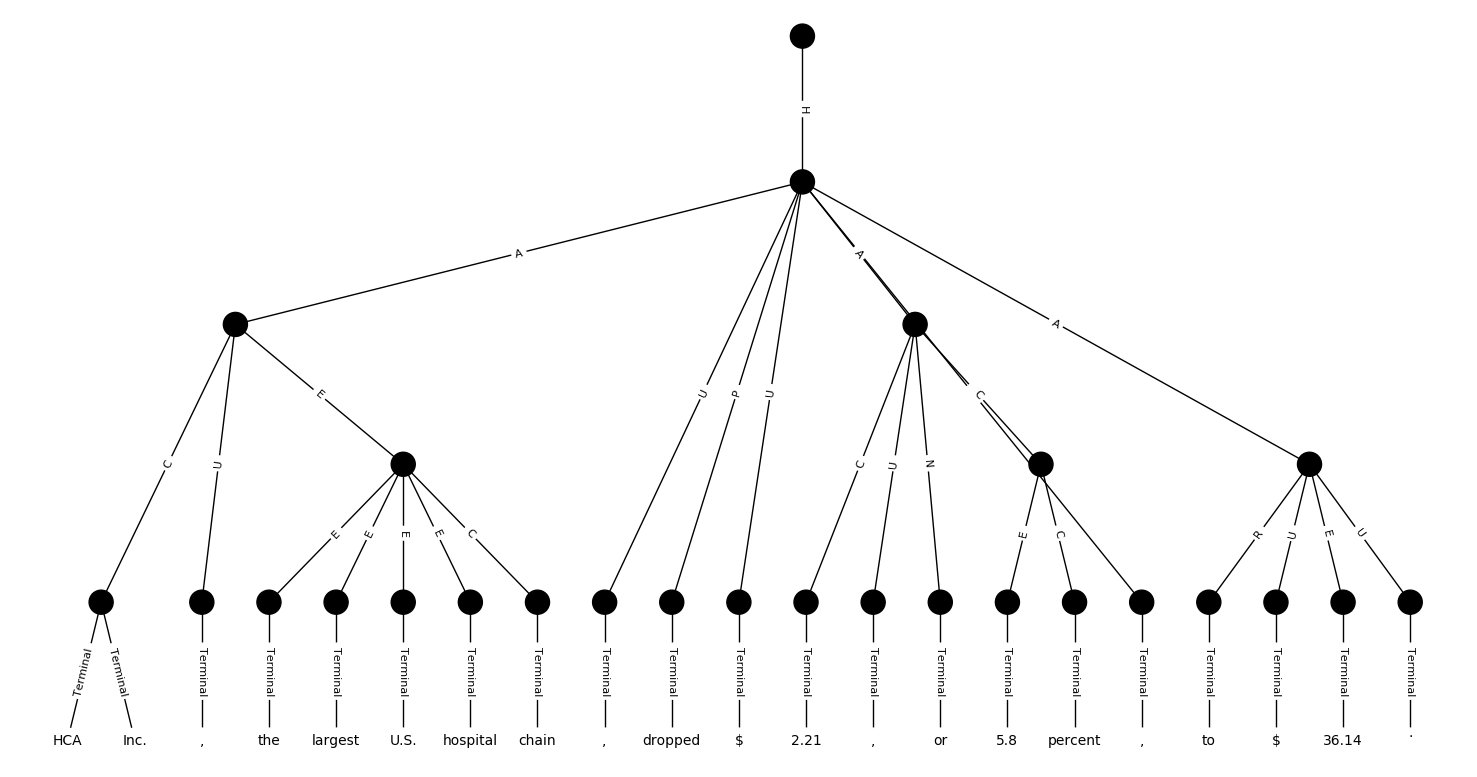 H
A A
A
E C
C U C U N
U P U
E E E E C E C R U E U
Terminal Terminal Terminal Terminal Terminal Terminal Terminal Terminal Terminal Terminal Terminal Terminal Terminal Terminal Terminal Terminal Terminal Terminal Terminal Terminal Terminal
HCA Inc. , the largest U.S. hospital chain , dropped $ 2.21 , or 5.8 percent , to $ 36.14 .